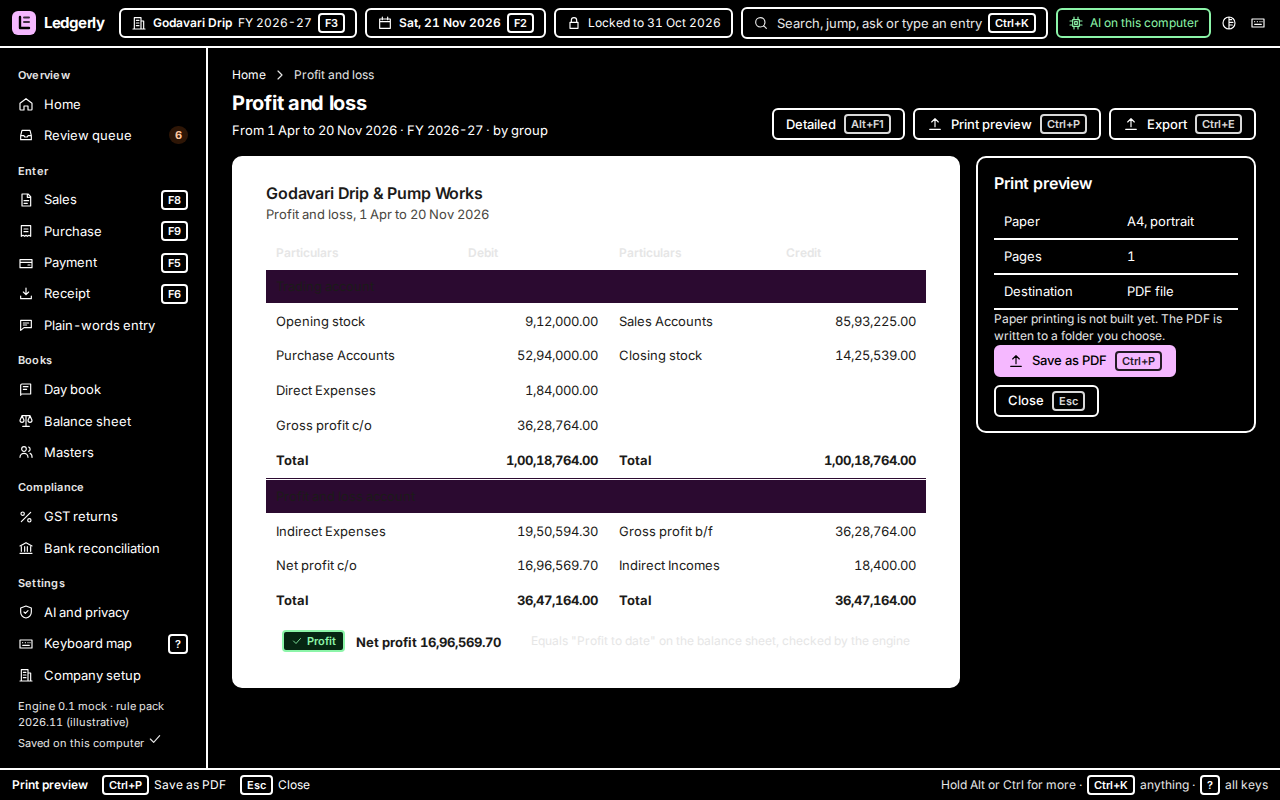 Ledgerly
Godavari Drip FY 2026-27 F3
Sat, 21 Nov 2026 F2
Locked to 31 Oct 2026
Search, jump, ask or type an entry Ctrl+K
AI on this computer
Overview
Home
Review queue 6
Enter
Sales F8
Purchase F9
Payment F5
Receipt F6
Plain-words entry
Books
Day book
Balance sheet
Masters
Compliance
GST returns
Bank reconciliation
Settings
AI and privacy
Keyboard map ?
Company setup
Engine 0.1 mock · rule pack
2026.11 (illustrative)
Saved on this computer
Home > Profit and loss
Profit and loss
From 1 Apr to 20 Nov 2026 · FY 2026-27 · by group
Detailed Alt+F1
Print preview Ctrl+P
Export Ctrl+E
Godavari Drip & Pump Works
Profit and loss, 1 Apr to 20 Nov 2026
Particulars Debit Particulars Credit
Opening stock 9,12,000.00 Sales Accounts 85,93,225.00
Purchase Accounts 52,94,000.00 Closing stock 14,25,539.00
Direct Expenses 1,84,000.00
Gross profit c/o 36,28,764.00
Total 1,00,18,764.00 Total 1,00,18,764.00
Indirect Expenses 19,50,594.30 Gross profit b/f 36,28,764.00
Net profit c/o 16,96,569.70 Indirect Incomes 18,400.00
Total 36,47,164.00 Total 36,47,164.00
Profit Net profit 16,96,569.70 Equals "Profit to date" on the balance sheet, checked by the engine
Print preview
Paper A4, portrait
Pages 1
Destination PDF file
Paper printing is not built yet. The PDF is
written to a folder you choose.
Save as PDF Ctrl+P
Close Esc
Print preview Ctrl+P Save as PDF Esc Close
Hold Alt or Ctrl for more · Ctrl+K anything · ? all keys